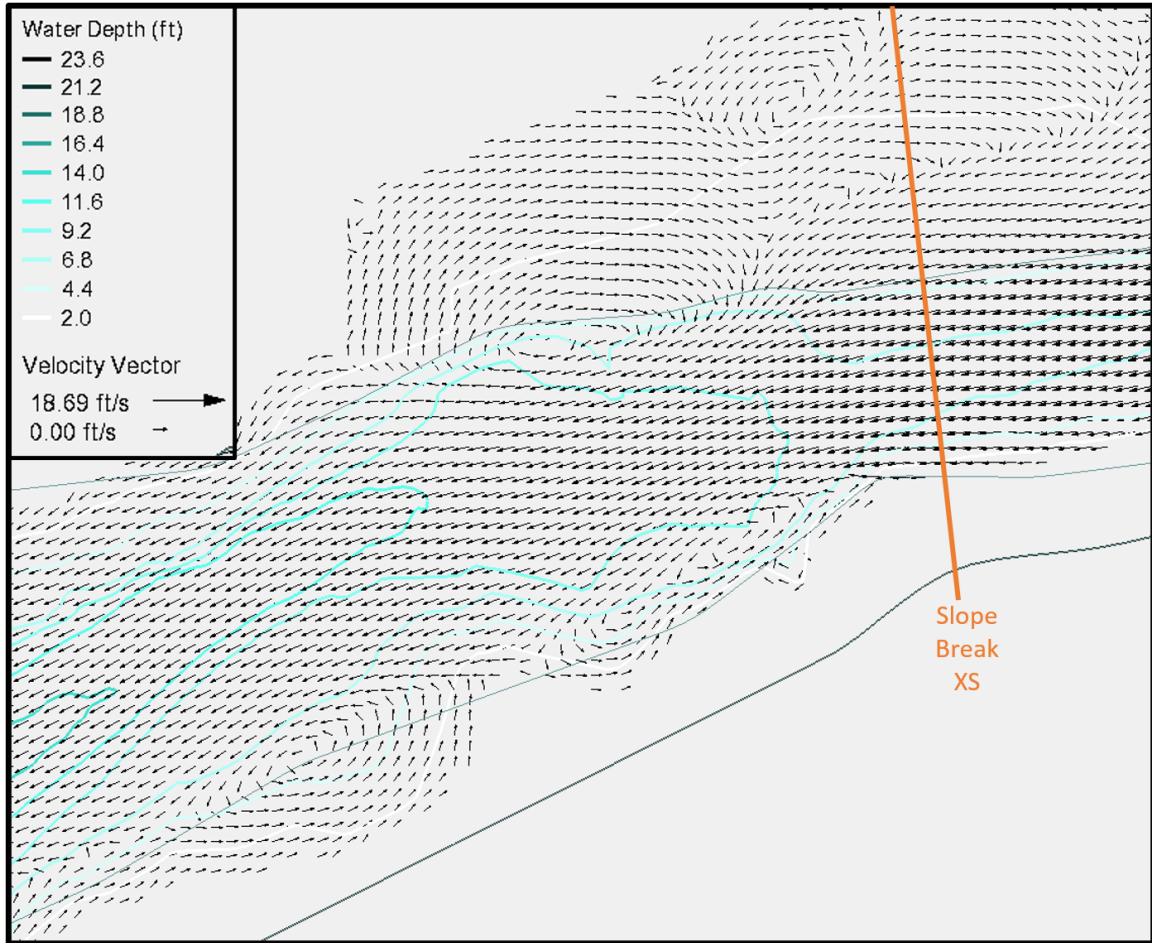 Water Depth (ft)
23.6
21.2
18.8
16.4
14.0
11.6
9.2
6.8
4.4
2.0
Velocity Vector
18.69 ft/s
0.00 ft/s
Slope
Break
XS